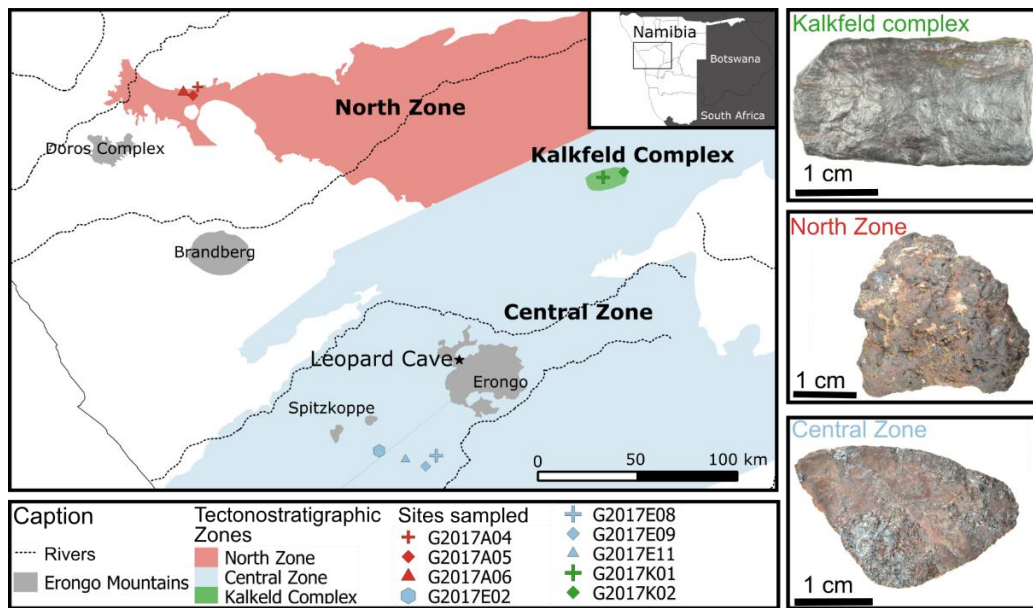 Namibia
Botswana
South Africa
North Zone
Doros Complex
Kalkfeld Complex
Brandberg
Central Zone
Leopard Cave
Erongo
Spitzkoppe
0 50 100 km
Caption
Rivers
Erongo Mountains
Tectonostratigraphic
Zones
North Zone
Central Zone
Kalkeld Complex
Sites sampled
G2017A04
G2017A05
G2017A06
G2017E02
G2017E08
G2017E09
G2017E11
G2017K01
G2017K02
Kalkfeld complex
1 cm
North Zone
1 cm
Central Zone
1 cm